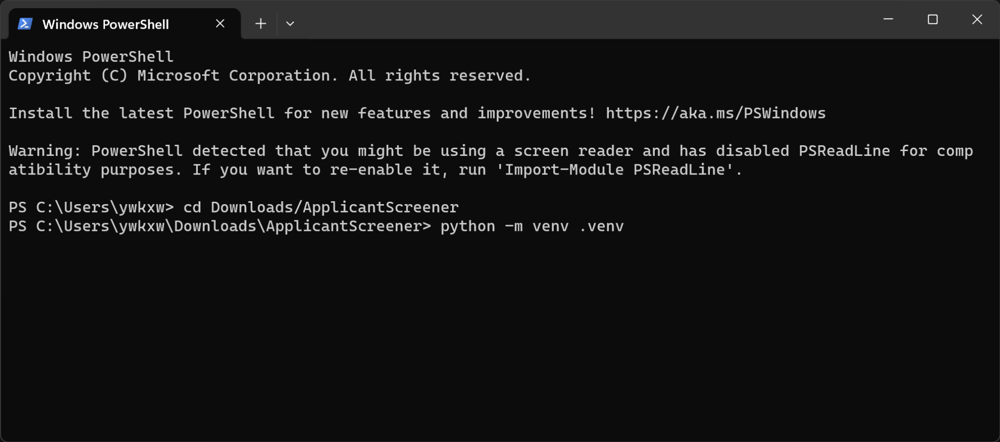 Windows PowerShell
Windows PowerShell
Copyright (C) Microsoft Corporation. All rights reserved.
Install the latest PowerShell for new features and improvements! https://aka.ms/PSWindows
Warning: PowerShell detected that you might be using a screen reader and has disabled PSReadLine for comp
atibility purposes. If you want to re-enable it, run 'Import-Module PSReadLine'.
PS C:\Users\ywkxw> cd Downloads/ApplicantScreener
PS C:\Users\ywkxw\Downloads\ApplicantScreener> python -m venv .venv